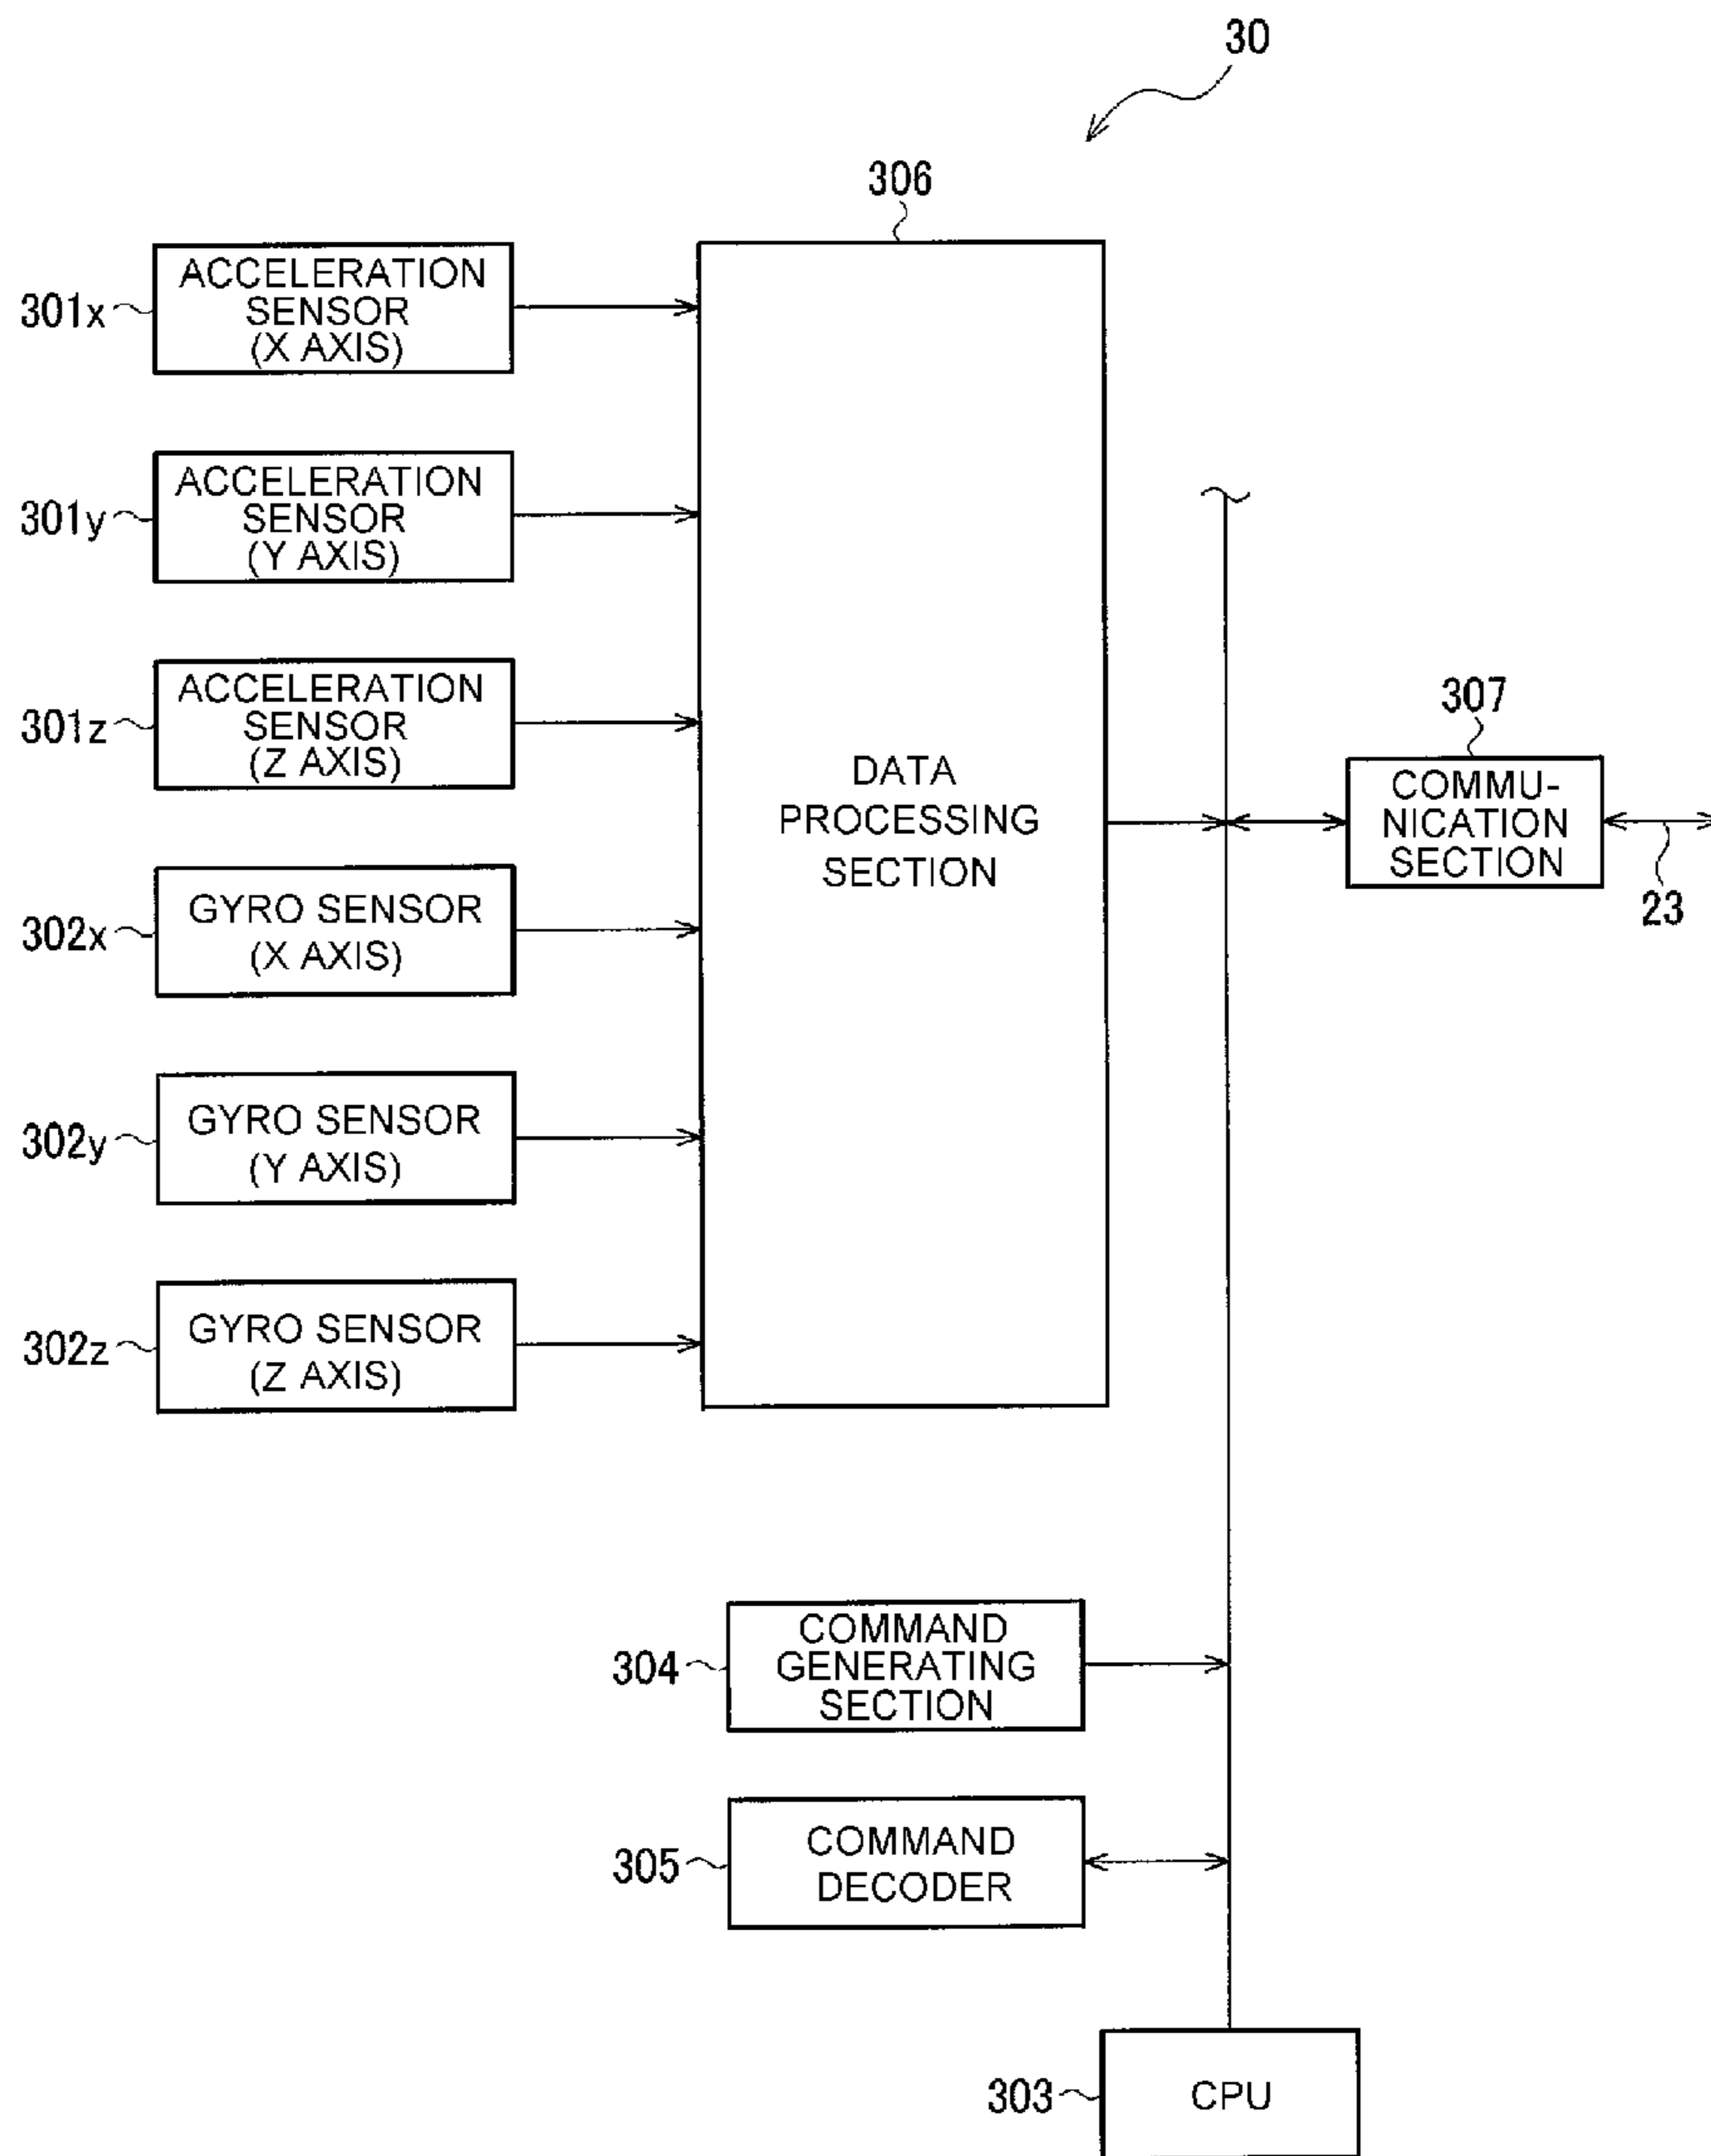 30
306
301x
ACCELERATION
SENSOR
(X AXIS)
301y
ACCELERATION
SENSOR
(Y AXIS)
301z
ACCELERATION
SENSOR
(Z AXIS)
302x
GYRO SENSOR
(X AXIS)
302y
GYRO SENSOR
(Y AXIS)
302z
GYRO SENSOR
(Z AXIS)
DATA
PROCESSING
SECTION
307
COMMU-
NICATION
SECTION
23
304
COMMAND
GENERATING
SECTION
305
COMMAND
DECODER
303
CPU